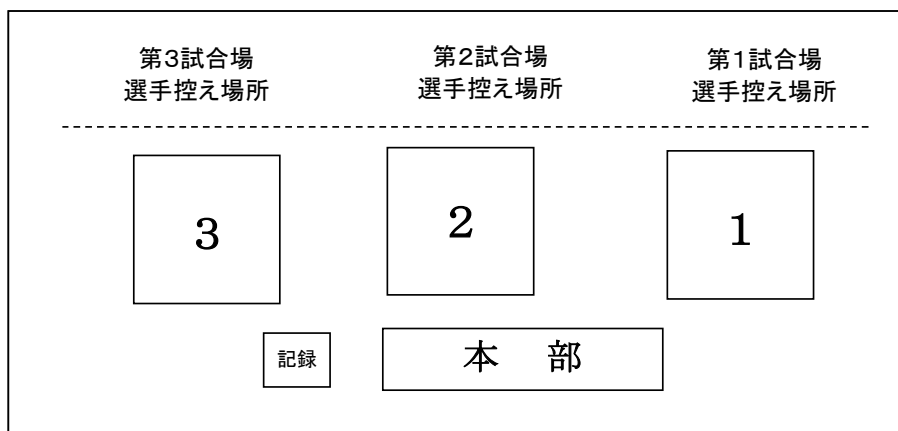 第3試合場
選手控え場所
第2試合場
選手控え場所
第1試合場
選手控え場所
3
2
1
記録
本 部